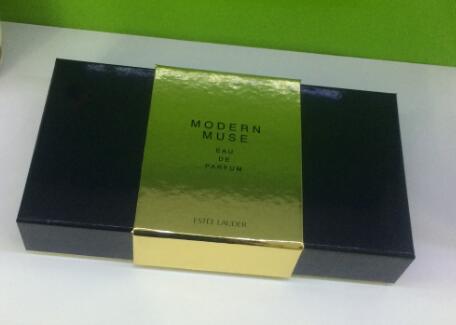 MODERN
MUSE
EAU
DE
PARFUM
ESTĒE LAUDER